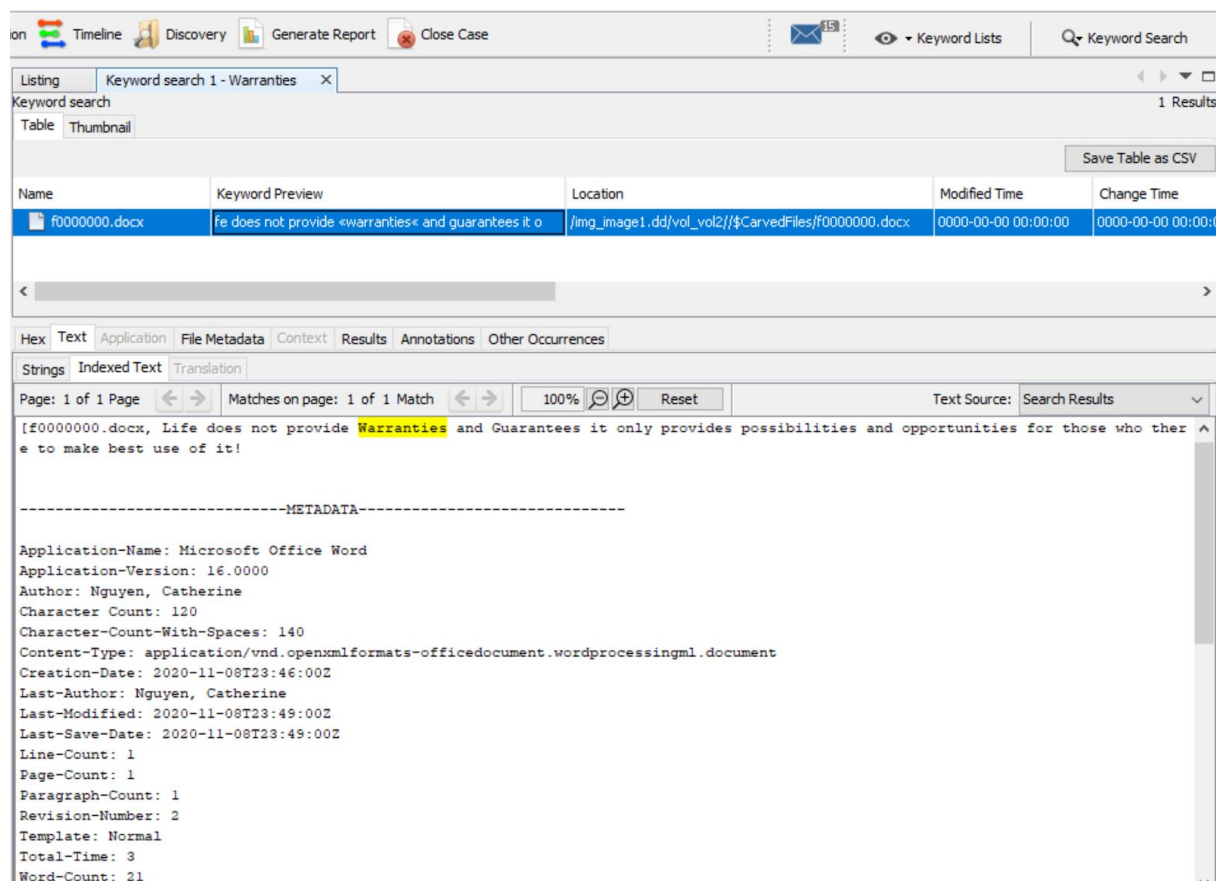 on Timeline Discovery Generate Report Close Case 15 Keyword Lists Keyword Search
Listing Keyword search 1 - Warranties X
Keyword search 1 Results
Table Thumbnail
Save Table as CSV
Name Keyword Preview Location Modified Time Change Time
f0000000.docx fe does not provide «warranties« and guarantees it o /img_image1.dd/vol_vol2//$CarvedFiles/f0000000.docx 0000-00-00 00:00:00 0000-00-00 00:00:0
Hex Text Application File Metadata Context Results Annotations Other Occurrences
Strings Indexed Text Translation
Page: 1 of 1 Page Matches on page: 1 of 1 Match 100% Reset Text Source: Search Results
[f0000000.docx, Life does not provide Warranties and Guarantees it only provides possibilities and opportunities for those who ther
e to make best use of it!
------------------------------METADATA------------------------------
Application-Name: Microsoft Office Word
Application-Version: 16.0000
Author: Nguyen, Catherine
Character Count: 120
Character-Count-With-Spaces: 140
Content-Type: application/vnd.openxmlformats-officedocument.wordprocessingml.document
Creation-Date: 2020-11-08T23:46:00Z
Last-Author: Nguyen, Catherine
Last-Modified: 2020-11-08T23:49:00Z
Last-Save-Date: 2020-11-08T23:49:00Z
Line-Count: 1
Page-Count: 1
Paragraph-Count: 1
Revision-Number: 2
Template: Normal
Total-Time: 3
Word-Count: 21